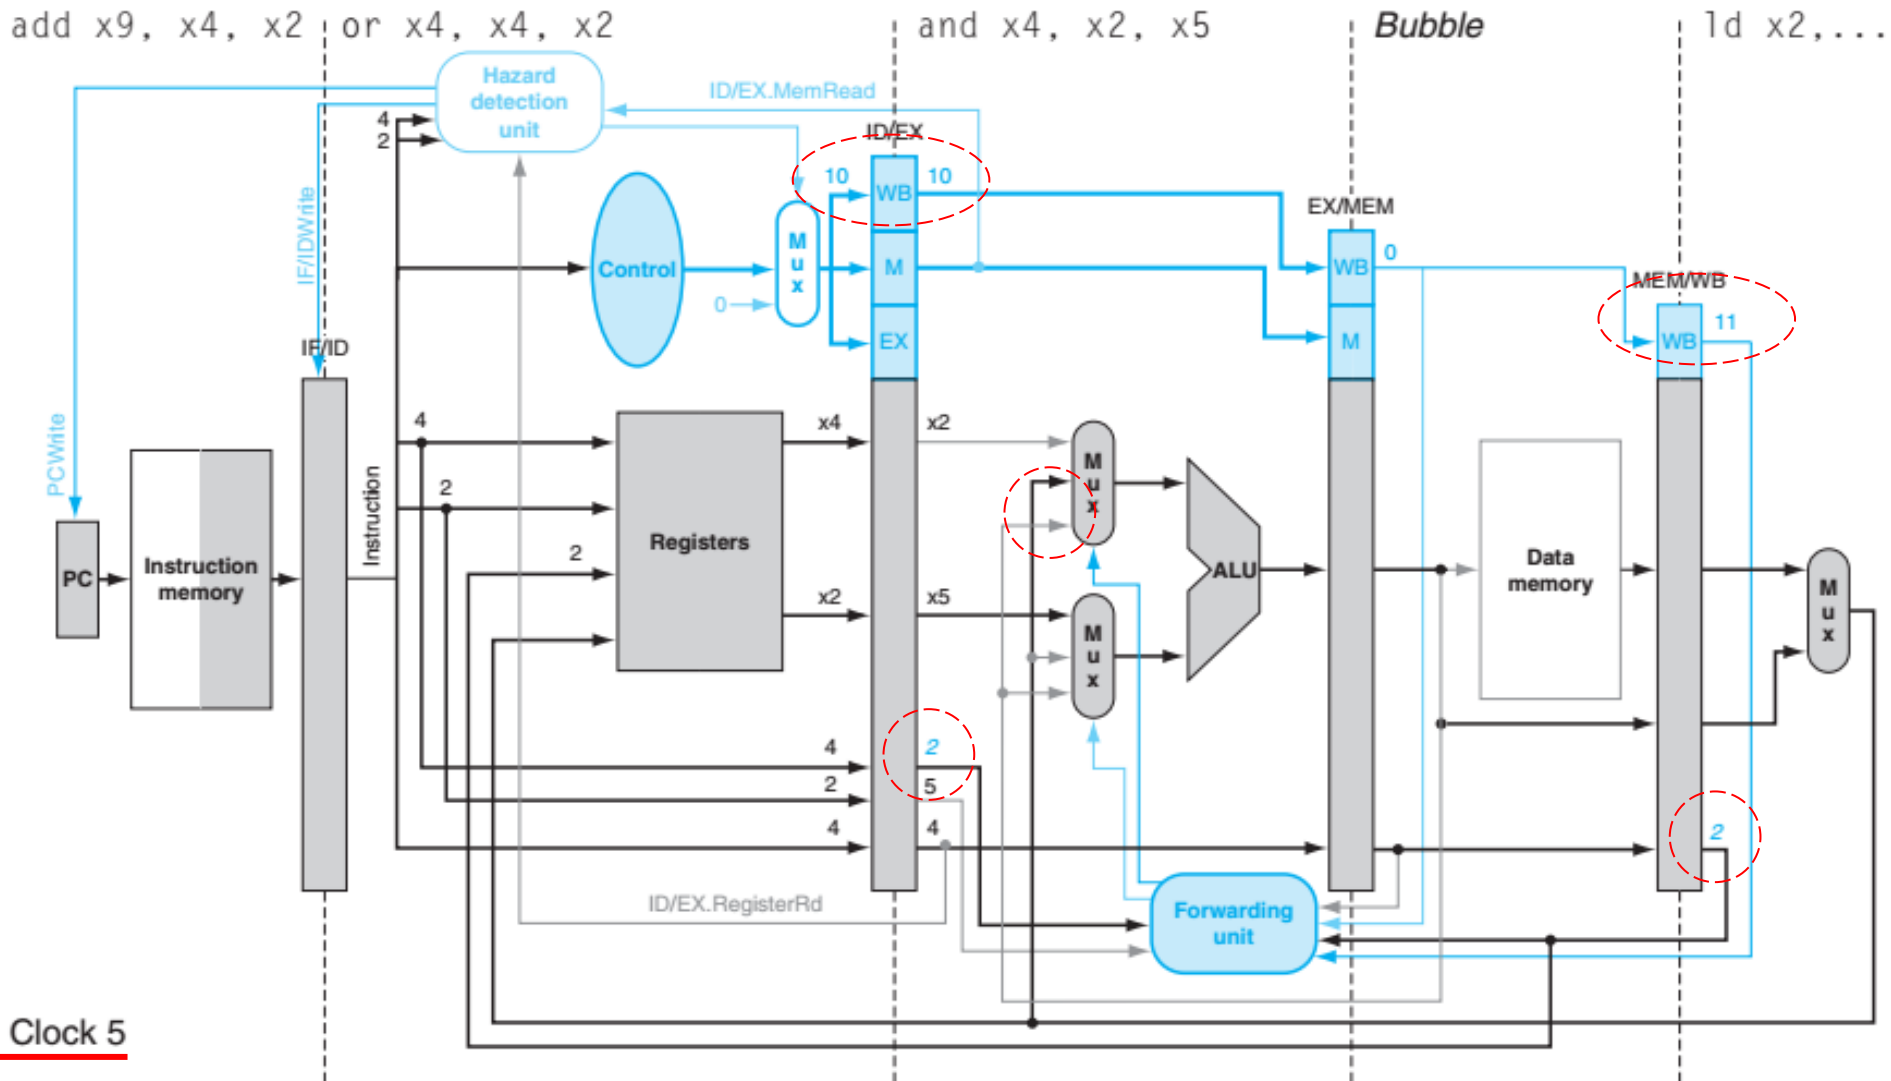 add x9, x4, x2
or x4, x4, x2
and x4, x2, x5
Bubble
ld x2,...
Hazard
detection
unit
ID/EX.MemRead
4
2
ID/EX
10
WB
10
IF/IDWrite
Control
M
u
x
0
M
EX
EX/MEM
WB
0
M
MEM/WB
WB
11
IF/ID
PCWrite
4
x4
x2
M
u
x
2
Instruction
Registers
2
x2
x5
M
u
x
ALU
Data
memory
M
u
x
PC
Instruction
memory
4
2
2
5
4
4
2
ID/EX.RegisterRd
Forwarding
unit
Clock 5